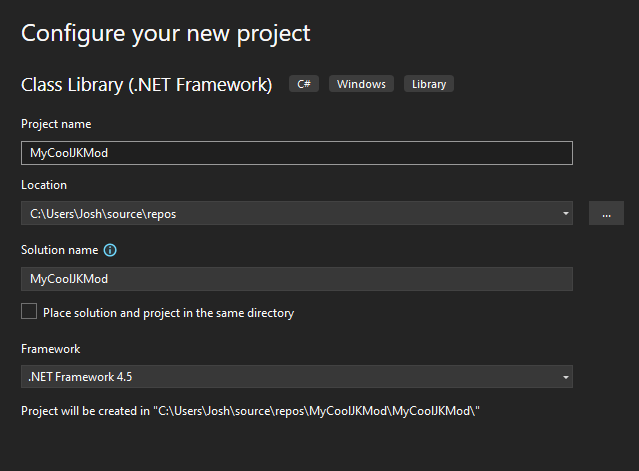 Configure your new project
Class Library (.NET Framework) C# Windows Library
Project name
MyCoolJKMod
Location
C:\Users\Josh\source\repos ...
Solution name
MyCoolJKMod
Place solution and project in the same directory
Framework
.NET Framework 4.5
Project will be created in "C:\Users\Josh\source\repos\MyCoolJKMod\MyCoolJKMod\"